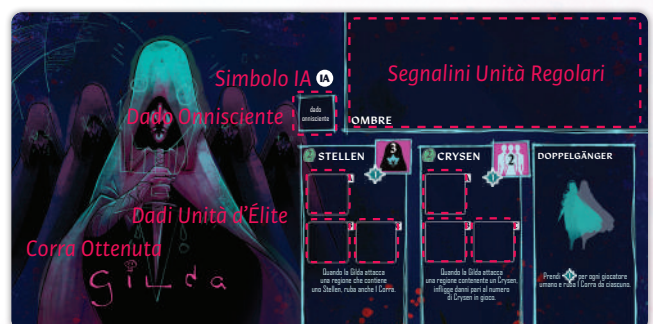 Simbolo IA IA
Segnalini Unità Regolari
Dado Onnisciente
dado
onnisciente
OMBRE
STELLEN
3
1
CRYSEN
2
1
DOPPELGÄNGER
Dadi Unità d'Élite
Corra Ottenuta
GiLda
Quando la Gilda attacca
una regione che contiene
uno Stellen, ruba anche 1 Corra.
Quando la Gilda attacca
una regione contenente un Crysen,
infligge danni pari al numero
di Crysen in gioco.
Prendi 1 per ogni giocatore
umano e ruba 1 Corra da ciascuno.